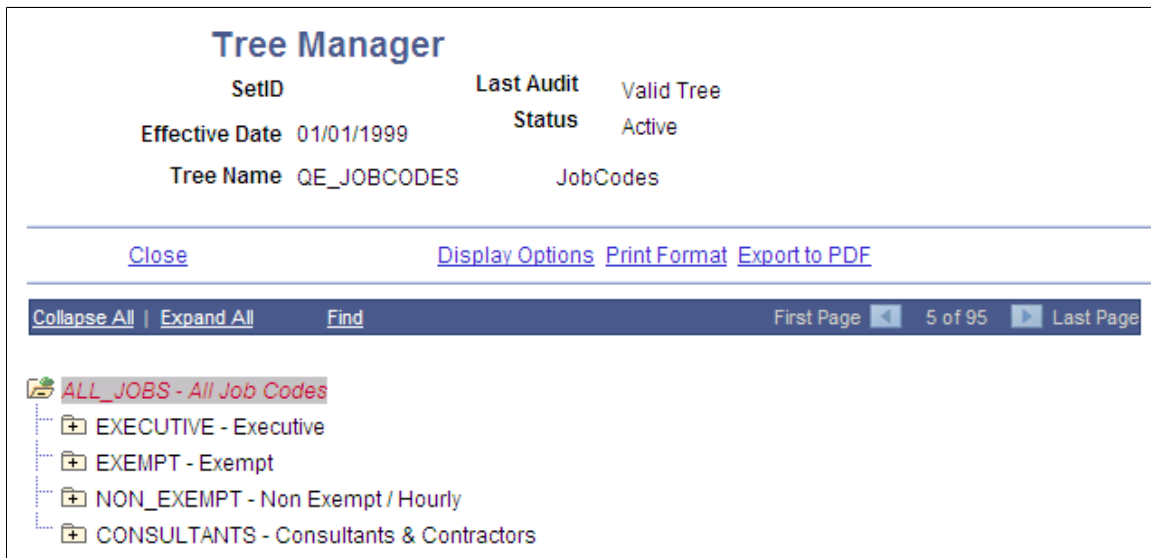 Tree Manager
SetID Last Audit Valid Tree
Effective Date 01/01/1999 Status Active
Tree Name QE_JOBCODES JobCodes
Close Display Options Print Format Export to PDF
Collapse All | Expand All Find First Page 5 of 95 Last Page
ALL_JOBS - All Job Codes
EXECUTIVE - Executive
EXEMPT - Exempt
NON_EXEMPT - Non Exempt / Hourly
CONSULTANTS - Consultants & Contractors